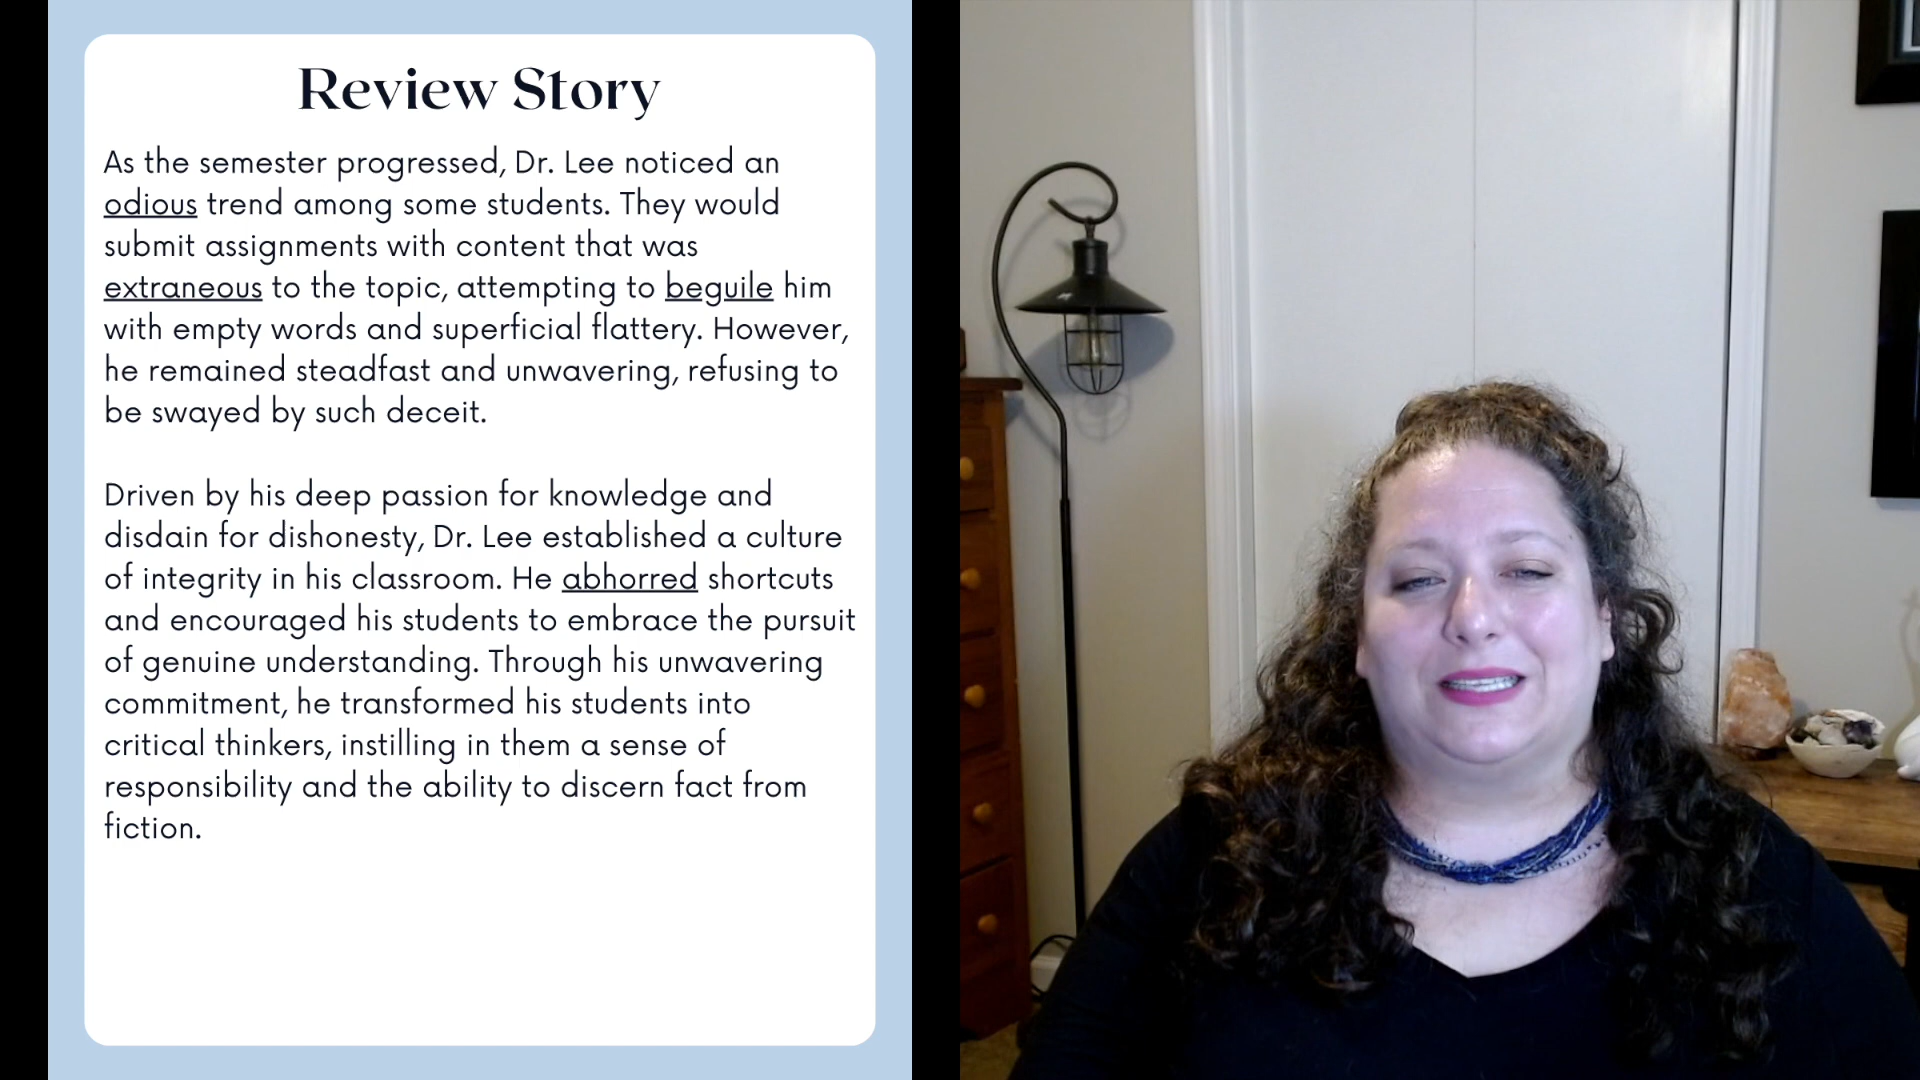 Review Story
As the semester progressed, Dr. Lee noticed an
odious trend among some students. They would
submit assignments with content that was
extraneous to the topic, attempting to beguile him
with empty words and superficial flattery. However,
he remained steadfast and unwavering, refusing to
be swayed by such deceit.
Driven by his deep passion for knowledge and
disdain for dishonesty, Dr. Lee established a culture
of integrity in his classroom. He abhorred shortcuts
and encouraged his students to embrace the pursuit
of genuine understanding. Through his unwavering
commitment, he transformed his students into
critical thinkers, instilling in them a sense of
responsibility and the ability to discern fact from
fiction.